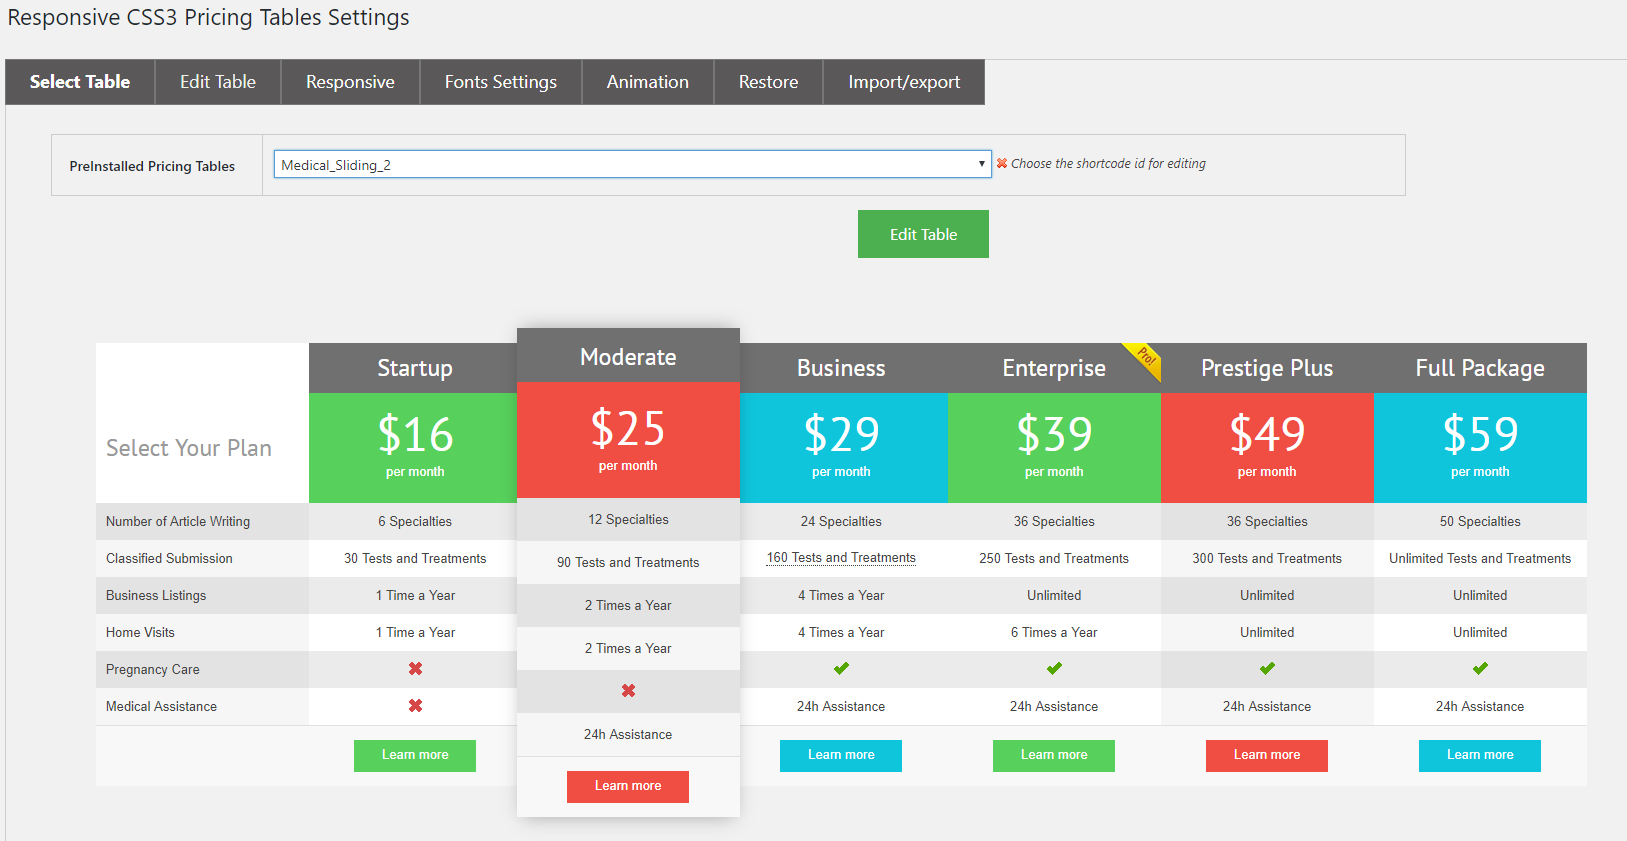 Responsive CSS3 Pricing Tables Settings
Select Table Edit Table Responsive Fonts Settings Animation Restore Import/export
PreInstalled Pricing Tables Medical_Sliding_2 Choose the shortcode id for editing
Edit Table
Startup Moderate Business Enterprise Pro! Prestige Plus Full Package
Select Your Plan $16 $25 $29 $39 $49 $59
per month per month per month per month per month per month
Number of Article Writing 6 Specialties 12 Specialties 24 Specialties 36 Specialties 36 Specialties 50 Specialties
Classified Submission 30 Tests and Treatments 90 Tests and Treatments 160 Tests and Treatments 250 Tests and Treatments 300 Tests and Treatments Unlimited Tests and Treatments
Business Listings 1 Time a Year 2 Times a Year 4 Times a Year Unlimited Unlimited Unlimited
Home Visits 1 Time a Year 2 Times a Year 4 Times a Year 6 Times a Year Unlimited Unlimited
Pregnancy Care
Medical Assistance 24h Assistance 24h Assistance 24h Assistance 24h Assistance 24h Assistance
Learn more Learn more Learn more Learn more Learn more Learn more